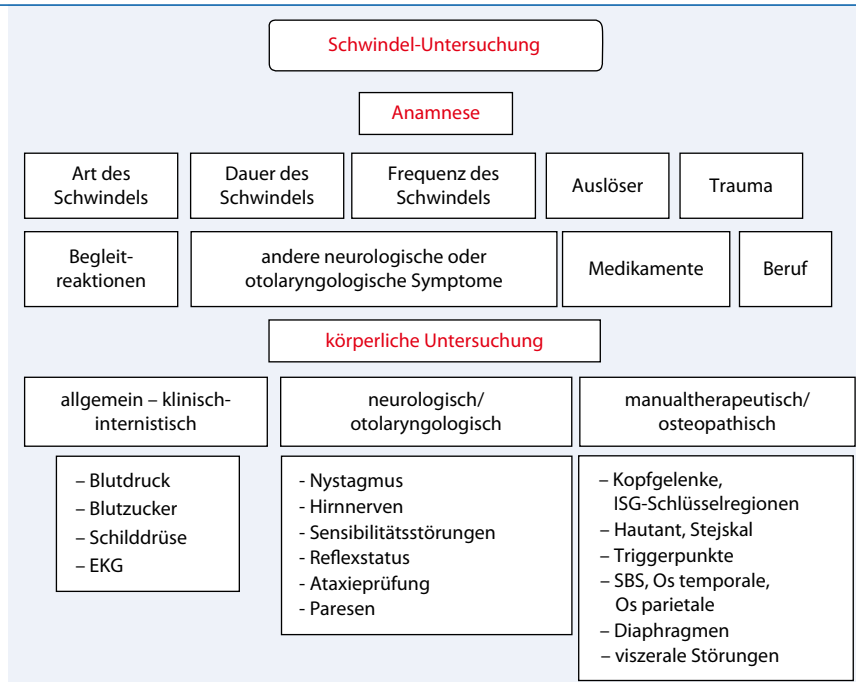 Schwindel-Untersuchung
Anamnese
Art des
Schwindels
Dauer des
Schwindels
Frequenz des
Schwindels
Auslöser
Trauma
Begleit-
reaktionen
andere neurologische oder
otolaryngologische Symptome
Medikamente
Beruf
körperliche Untersuchung
allgemein – klinisch-
internistisch
neurologisch/
otolaryngologisch
manualtherapeutisch/
osteopathisch
– Blutdruck
– Blutzucker
– Schilddrüse
– EKG
- Nystagmus
- Hirnnerven
- Sensibilitätsstörungen
- Reflexstatus
- Ataxieprüfung
- Paresen
– Kopfgelenke,
ISG-Schlüsselregionen
– Hautant, Stejskal
– Triggerpunkte
– SBS, Os temporale,
Os parietale
– Diaphragmen
– viszerale Störungen